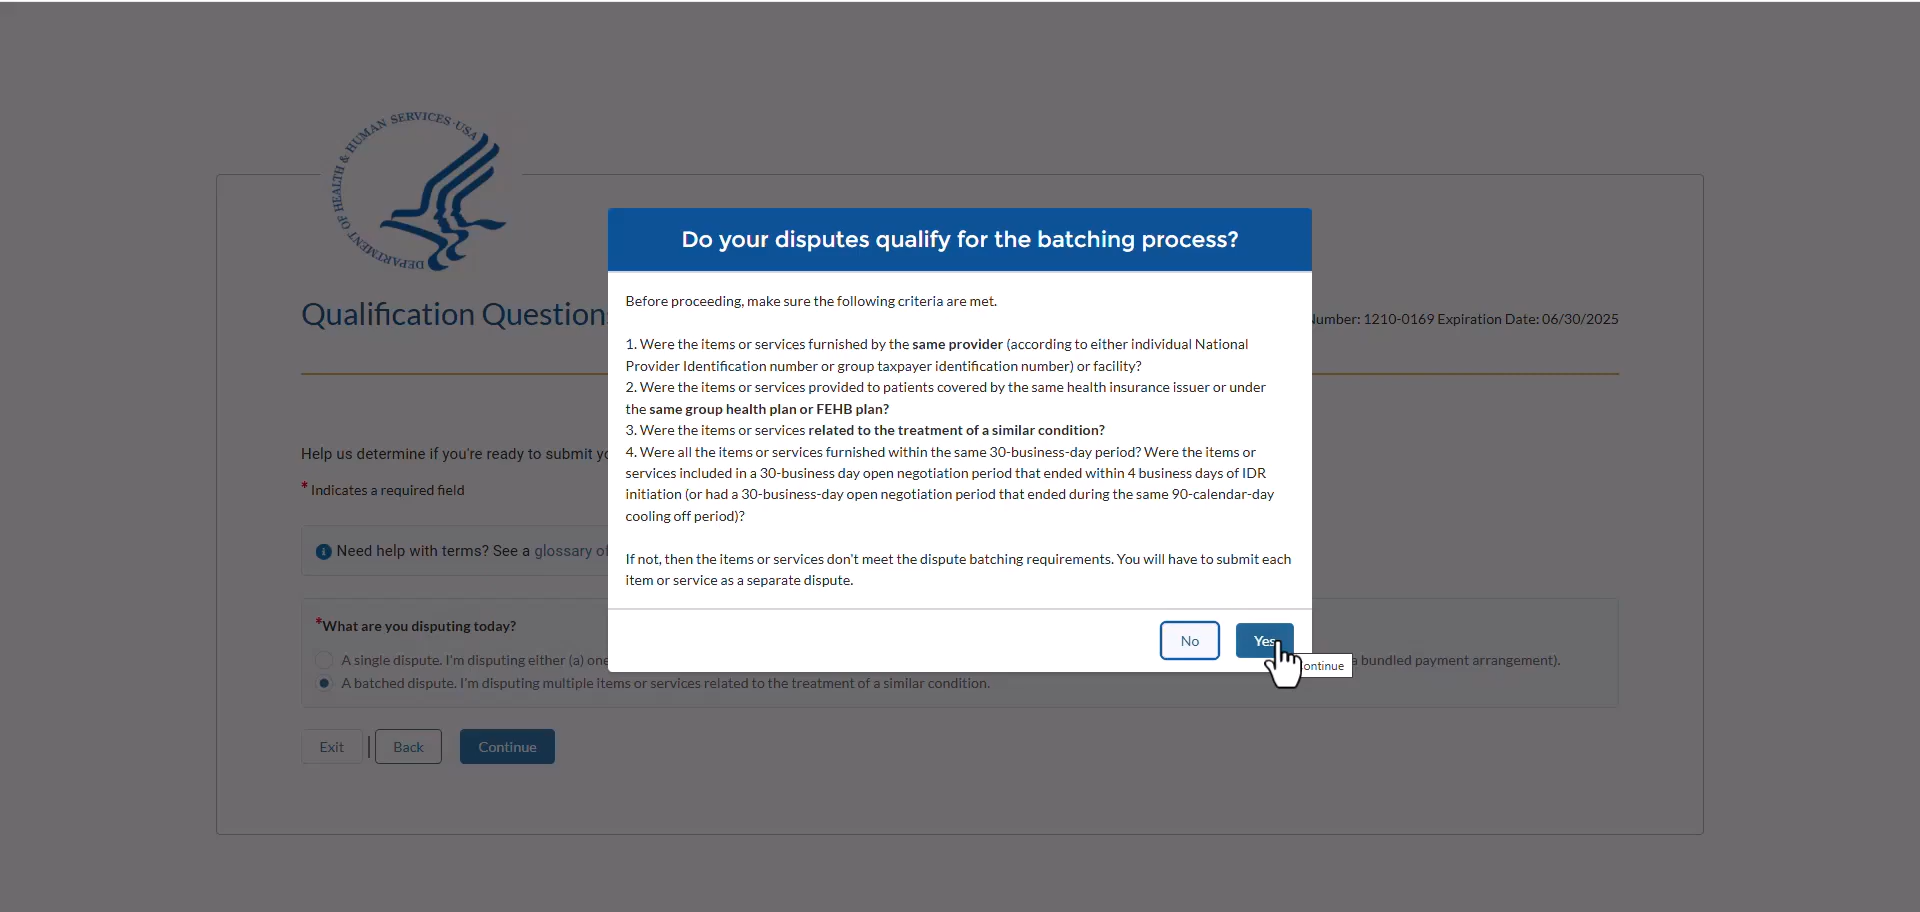 DEPARTMENT OF HEALTH & HUMAN SERVICES · USA
Do your disputes qualify for the batching process?
Before proceeding, make sure the following criteria are met.
Qualification Question
Number: 1210-0169 Expiration Date: 06/30/2025
1. Were the items or services furnished by the same provider (according to either individual National
Provider Identification number or group taxpayer identification number) or facility?
2. Were the items or services provided to patients covered by the same health insurance issuer or under
the same group health plan or FEHB plan?
3. Were the items or services related to the treatment of a similar condition?
4. Were all the items or services furnished within the same 30-business-day period? Were the items or
services included in a 30-business day open negotiation period that ended within 4 business days of IDR
initiation (or had a 30-business-day open negotiation period that ended during the same 90-calendar-day
cooling off period)?
If not, then the items or services don't meet the dispute batching requirements. You will have to submit each
item or service as a separate dispute.
No
Yes
Continue
Help us determine if you're ready to submit
* Indicates a required field
Need help with terms? See a glossary of
*What are you disputing today?
A single dispute. I'm disputing either (a) one
a bundled payment arrangement).
A batched dispute. I'm disputing multiple items or services related to the treatment of a similar condition.
Exit | Back Continue